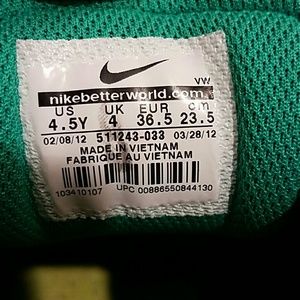 VW
nikebetterworld.com
US UK EUR cm
4.5Y 4 36.5 23.5
02/08/12 511243-033 03/28/12
MADE IN VIETNAM
FABRIQUE AU VIETNAM
103410107 UPC 00886550844130